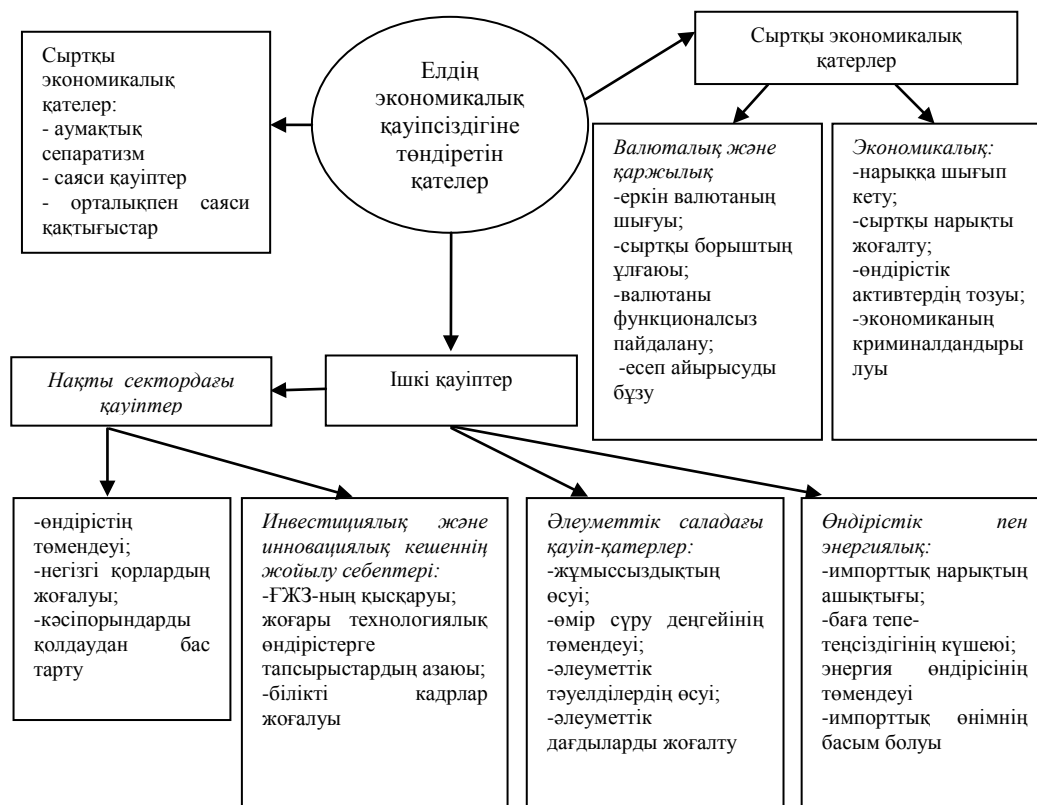 Сыртқы
экономикалық
қателер:
- аумақтық
сепаратизм
- саяси қауіптер
- орталықпен саяси
қақтығыстар
Елдің
экономикалық
қауіпсіздігіне
төндіретін
қателер
Сыртқы экономикалық
қатерлер
Валуталық және
қаржылық
-еркін валютаның
шығуы;
-сыртқы борыштың
ұлғаюы;
-валютаны
функционалсыз
пайдалану;
-есеп айырысуды
бұзу
Экономикалық:
-нарыққа шығып
кету;
-сыртқы нарықты
жоғалту;
-өндірістік
активтердің тозуы;
-экономиканың
криминалдандыры
луы
Нақты сектордағы
қауіптер
Ішкі қауіптер
-өндірістің
төмендеуі;
-негізгі қорлардың
жоғалуы;
-кәсіпорындарды
қолдаудан бас
тарту
Инвестициялық және
инновациялық кешеннің
жойылу себептері:
-ҒЖЗ-ның қысқаруы;
жоғары технологиялық
өндірістерге
тапсырыстардың азаюы;
-білікті кадрлар
жоғалуы
Әлеуметтік саладағы
қауіп-қатерлер:
-жұмыссыздықтың
өсуі;
-өмір сүру деңгейінің
төмендеуі;
-әлеуметтік
тәуелділердің өсуі;
-әлеуметтік
дағдыларды жоғалту
Өндірістік пен
энергиялық:
-импорттық нарықтың
ашықтығы;
-баға тепе-
теңсіздігінің күшеюі;
энергия өндірісінің
төмендеуі
-импорттық өнімнің
басым болуы